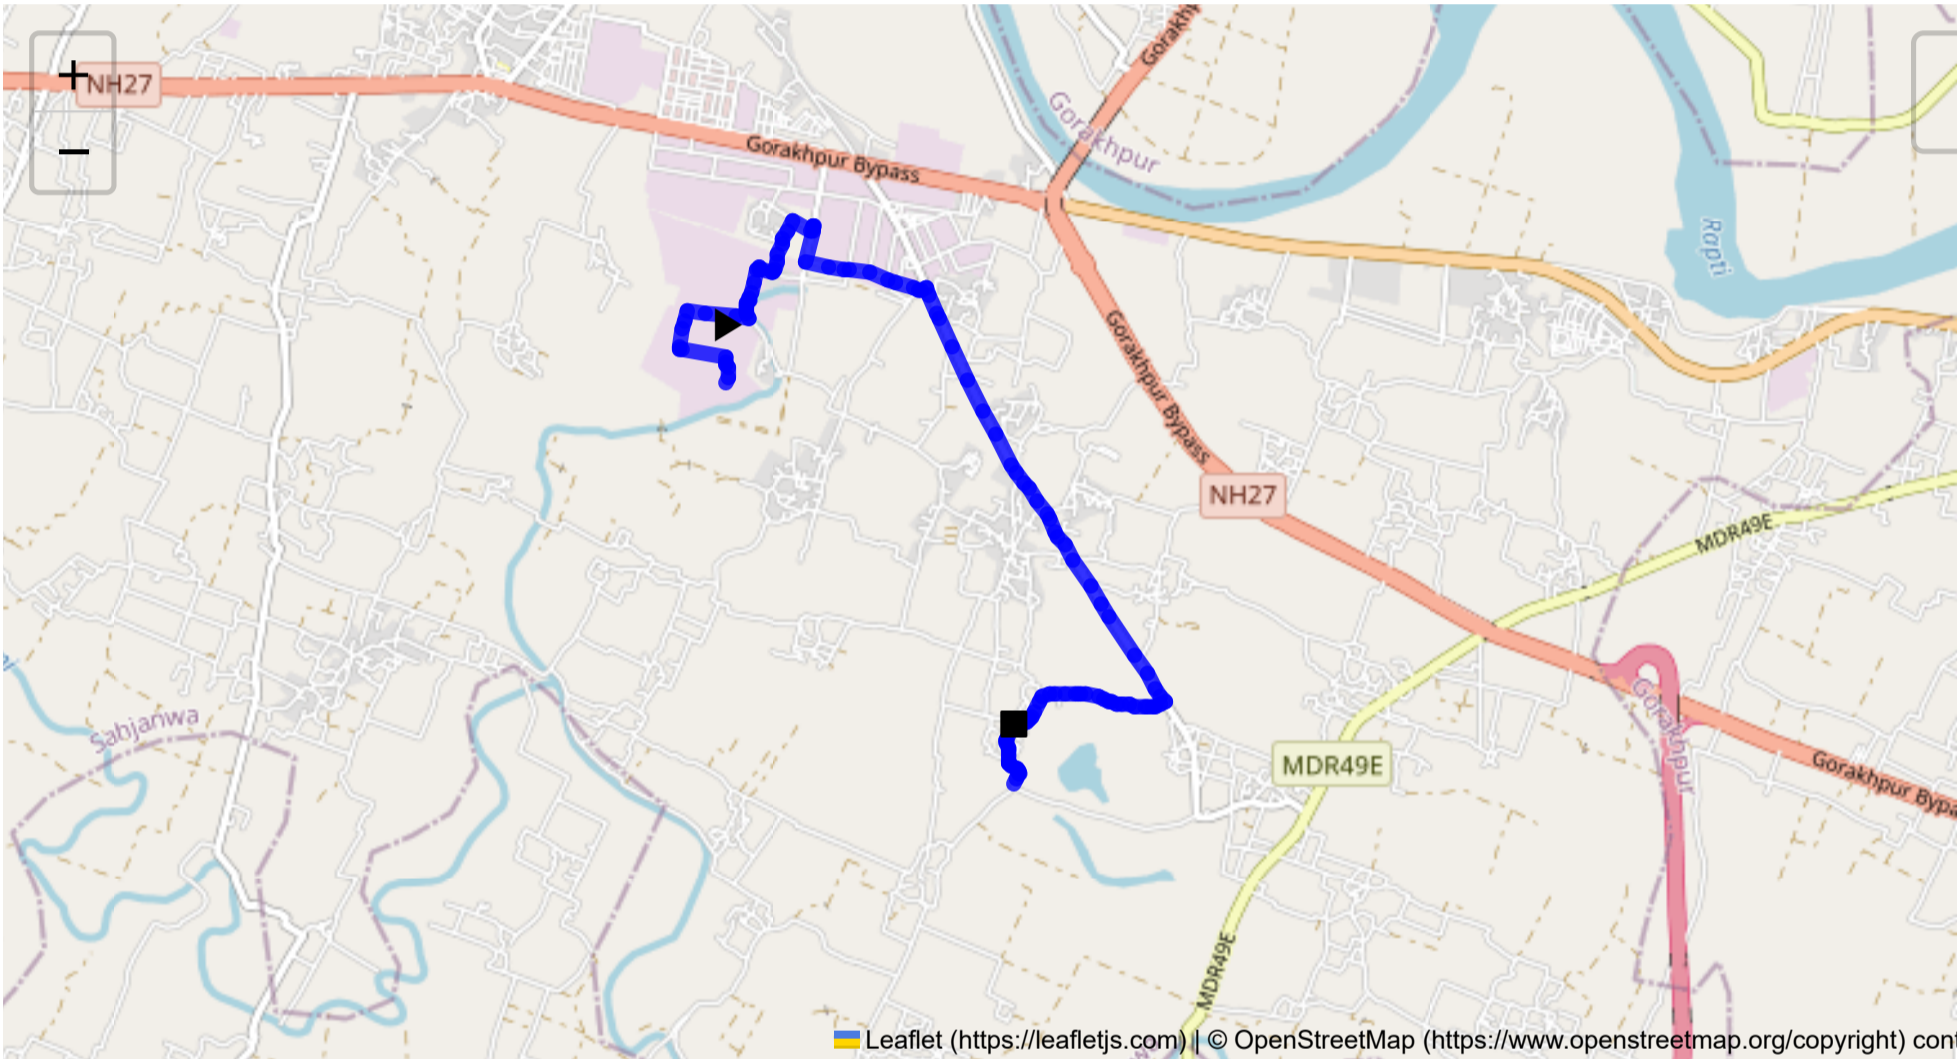 +
NH27
−
Gorakhpur Bypass
Gorakhpur
Rapti
Gorakhpur Bypass
NH27
MDR49E
Sahjanwa
MDR49E
Gorakhpur
Gorakhpur Bypa
MDR49E
Leaflet (https://leafletjs.com) | © OpenStreetMap (https://www.openstreetmap.org/copyright) con